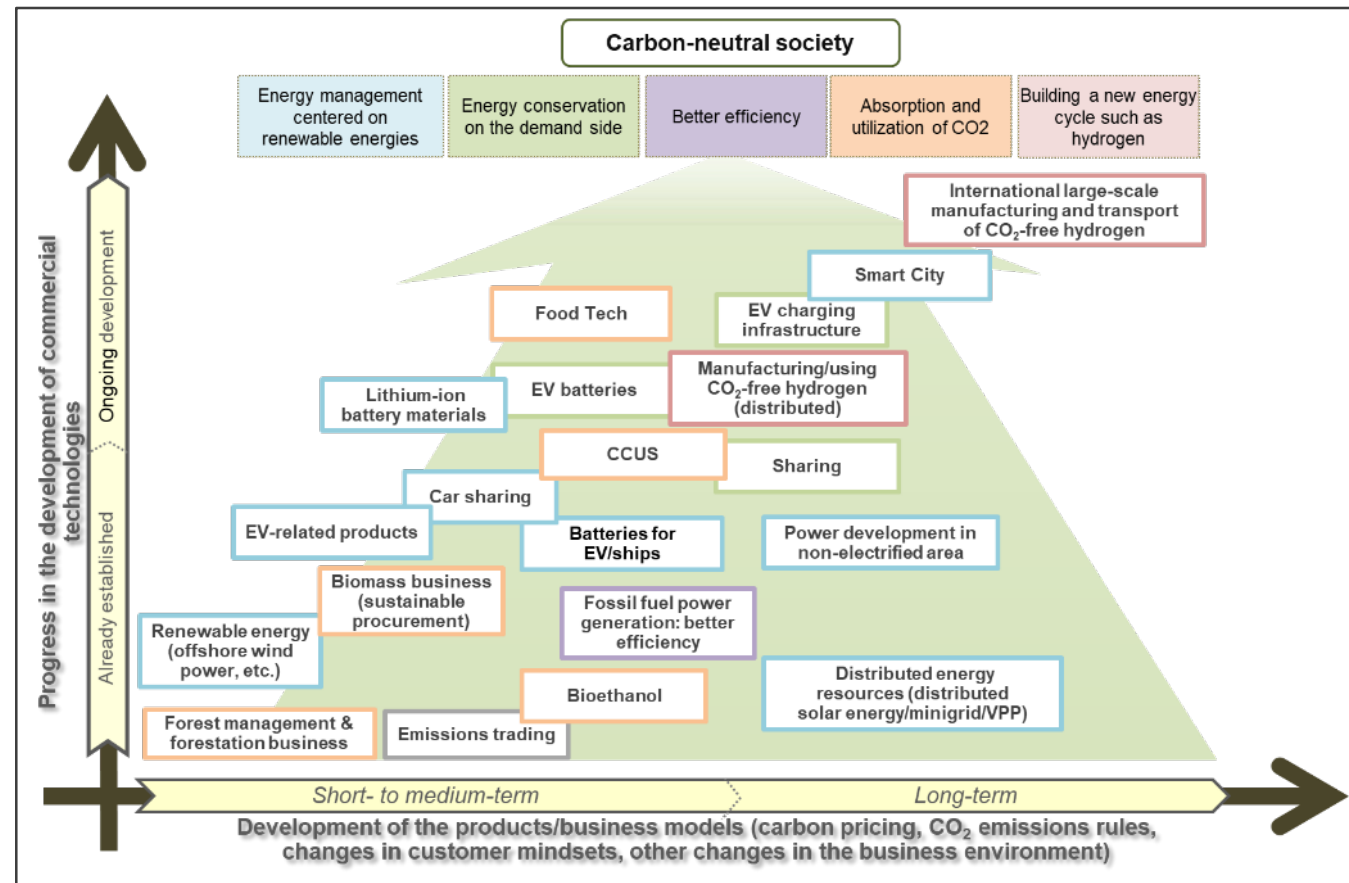 Carbon-neutral society
Energy management
centered on
renewable energies
Energy conservation
on the demand side
Better efficiency
Absorption and
utilization of CO2
Building a new energy
cycle such as
hydrogen
International large-scale
manufacturing and transport
of CO₂-free hydrogen
Smart City
Food Tech
EV charging
infrastructure
Lithium-ion
battery materials
EV batteries
Manufacturing/using
CO₂-free hydrogen
(distributed)
CCUS
Sharing
Car sharing
EV-related products
Batteries for
EV/ships
Power development in
non-electrified area
Biomass business
(sustainable
procurement)
Fossil fuel power
generation: better
efficiency
Renewable energy
(offshore wind
power, etc.)
Bioethanol
Distributed energy
resources (distributed
solar energy/minigrid/VPP)
Forest management &
forestation business
Emissions trading
Progress in the development of commercial
technologies
Ongoing development
Already established
Short- to medium-term
Long-term
Development of the products/business models (carbon pricing, CO₂ emissions rules,
changes in customer mindsets, other changes in the business environment)